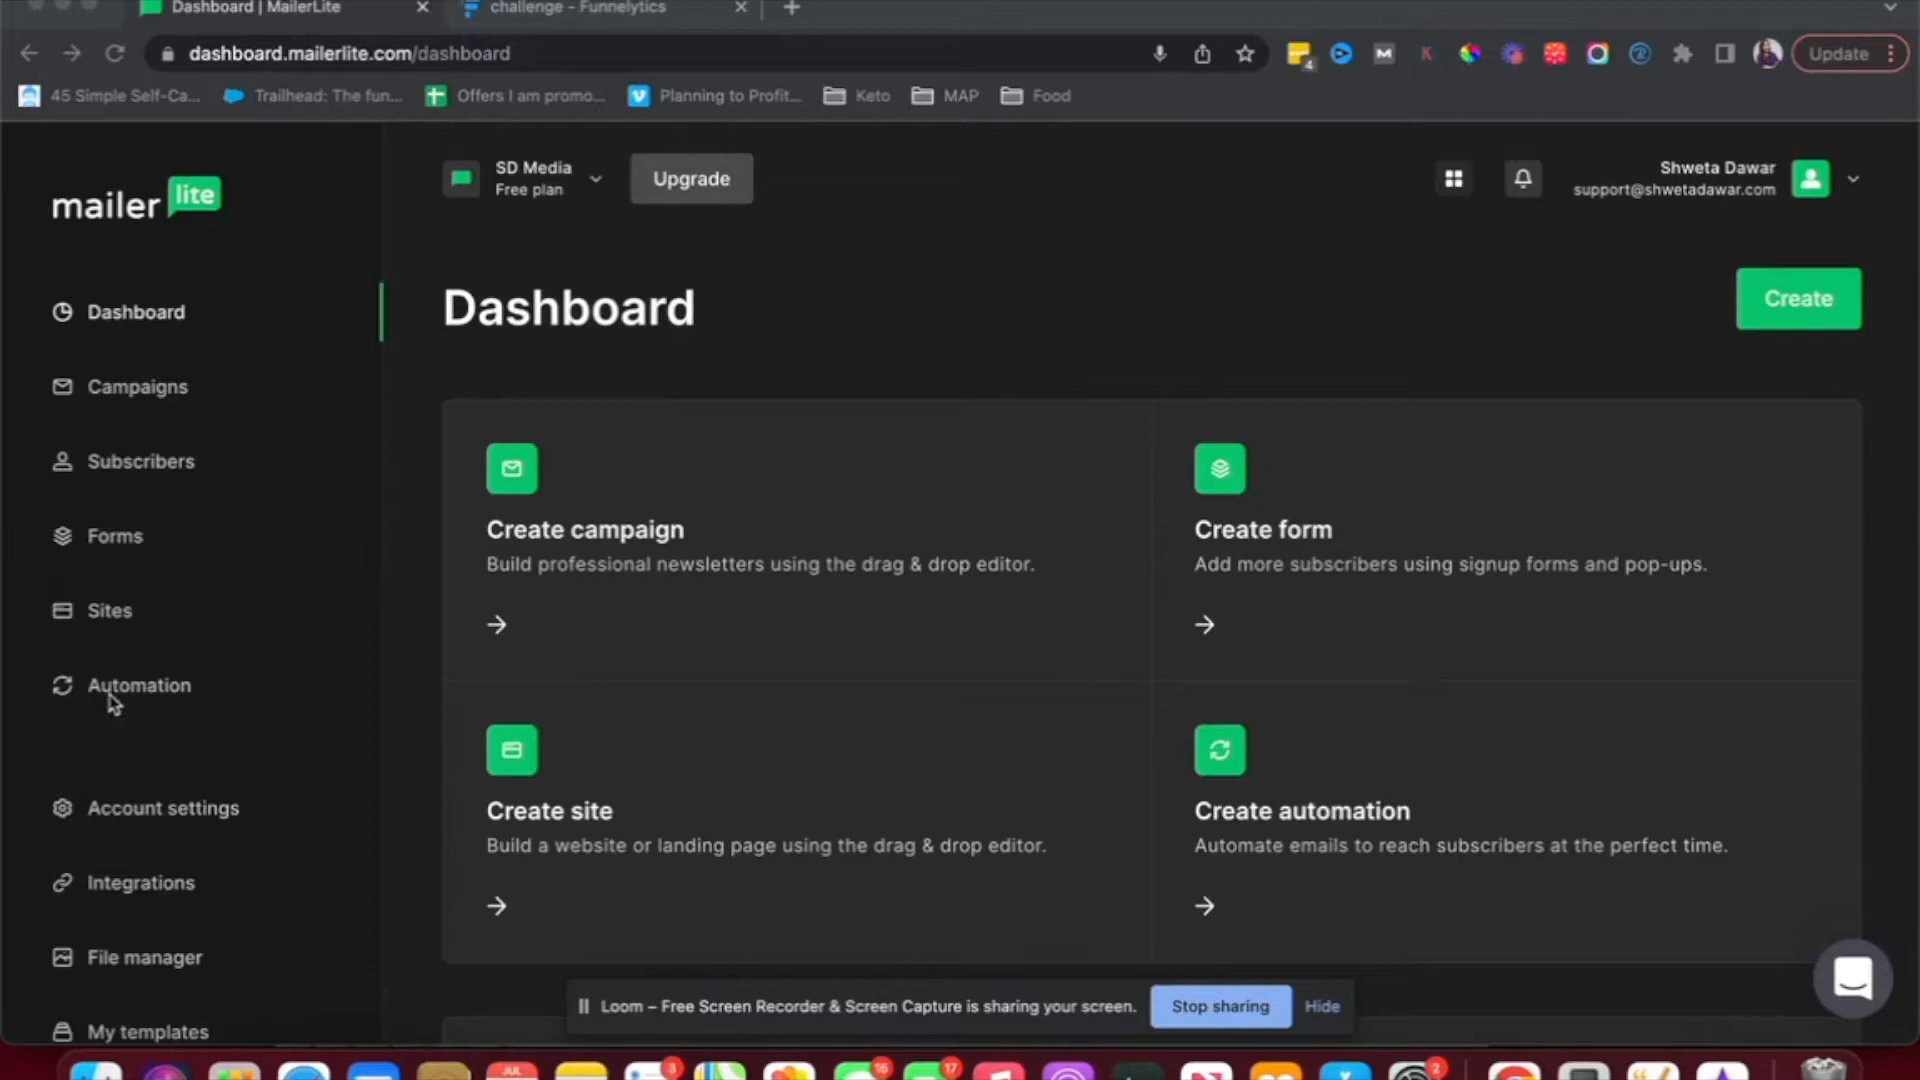 Dashboard | MailerLite
challenge - Funnelytics
dashboard.mailerlite.com/dashboard
Update
45 Simple Self-Ca...
Trailhead: The fun...
Offers I am promo...
Planning to Profit...
Keto
MAP
Food
mailer lite
SD Media
Free plan
Upgrade
Shweta Dawar
support@shwetadawar.com
Dashboard
Campaigns
Subscribers
Forms
Sites
Automation
Account settings
Integrations
File manager
My templates
Dashboard
Create
Create campaign
Build professional newsletters using the drag & drop editor.
Create form
Add more subscribers using signup forms and pop-ups.
Create site
Build a website or landing page using the drag & drop editor.
Create automation
Automate emails to reach subscribers at the perfect time.
Loom – Free Screen Recorder & Screen Capture is sharing your screen.
Stop sharing
Hide
JUL
3
16
17
2